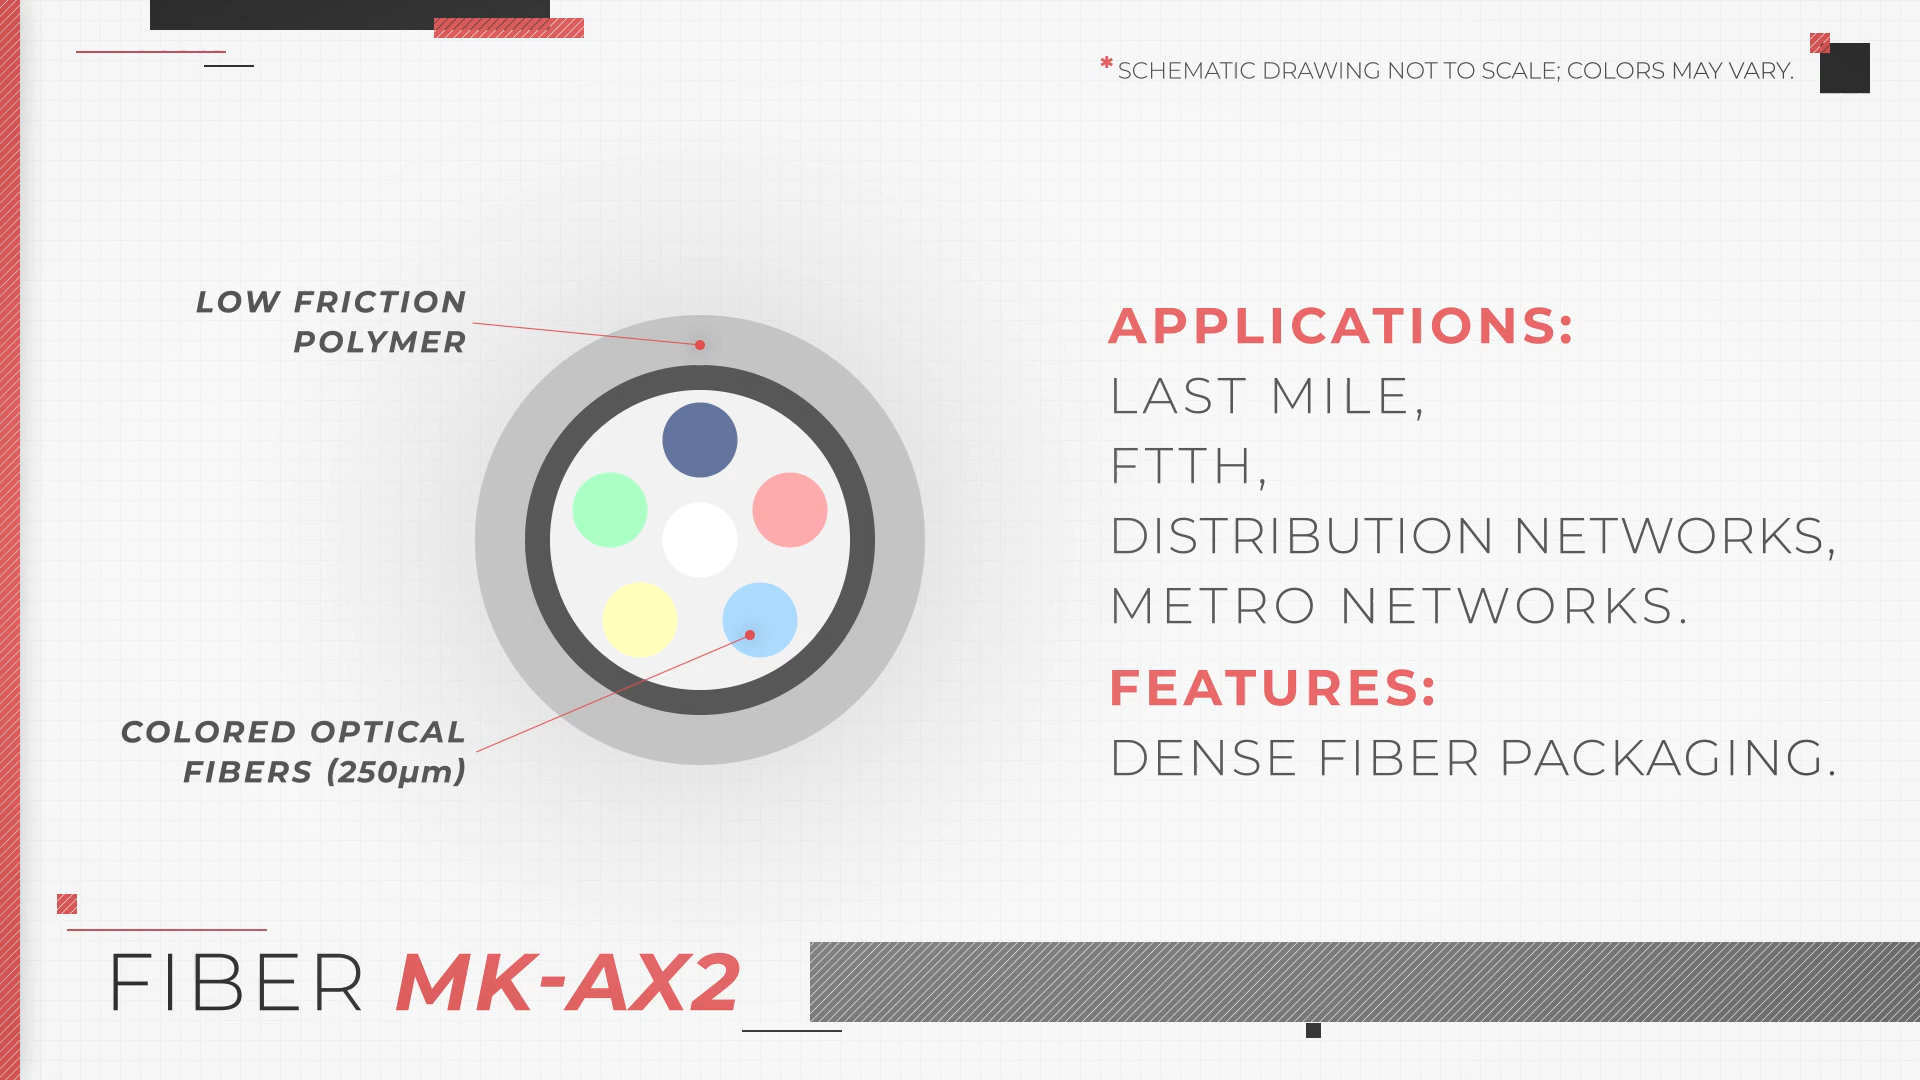 * SCHEMATIC DRAWING NOT TO SCALE; COLORS MAY VARY.
LOW FRICTION
POLYMER
COLORED OPTICAL
FIBERS (250µm)
APPLICATIONS:
LAST MILE,
FTTH,
DISTRIBUTION NETWORKS,
METRO NETWORKS.
FEATURES:
DENSE FIBER PACKAGING.
FIBER MK-AX2